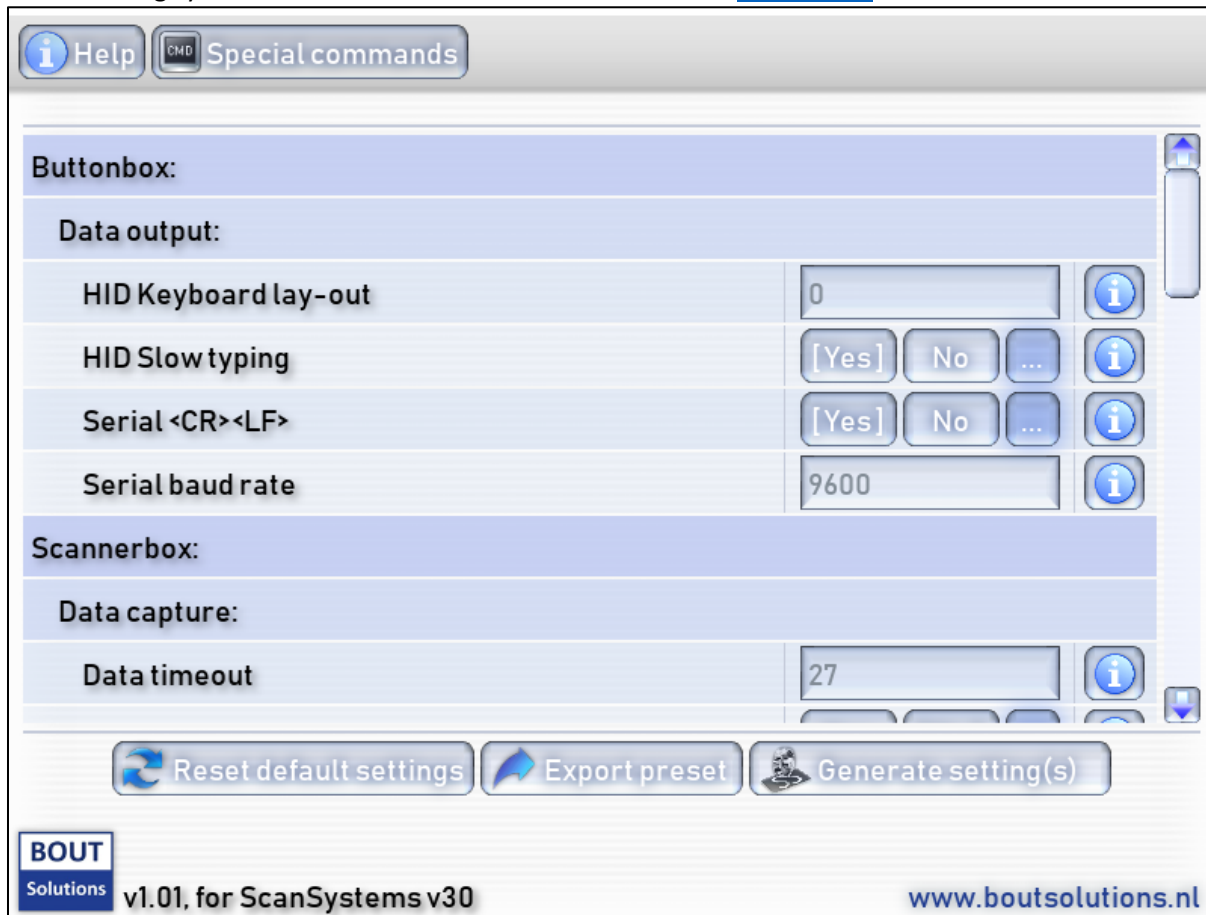 Help CMD Special commands
Buttonbox:
Data output:
HID Keyboard lay-out 0
HID Slow typing [Yes] No ...
Serial <CR><LF> [Yes] No ...
Serial baud rate 9600
Scannerbox:
Data capture:
Data timeout 27
Reset default settings Export preset Generate setting(s)
BOUT
Solutions v1.01, for ScanSystems v30 www.boutsolutions.nl